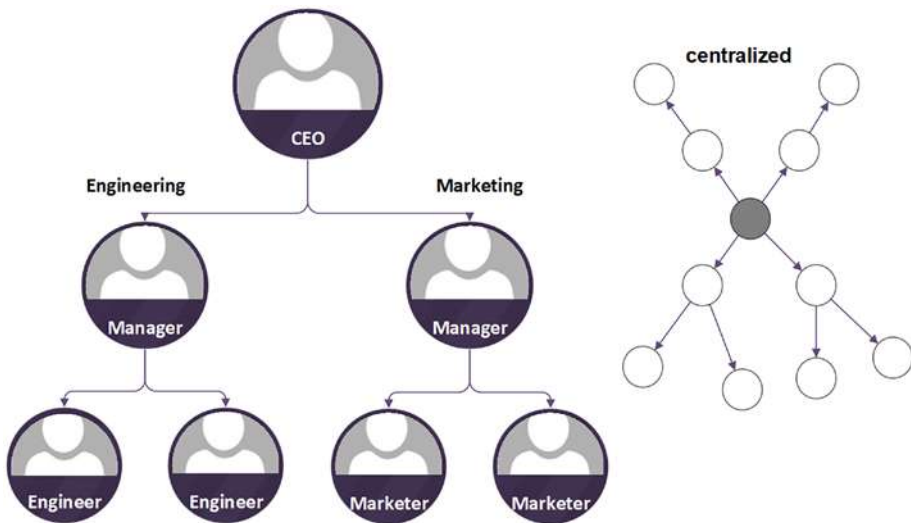 centralized
CEO
Engineering
Marketing
Manager
Manager
Engineer
Engineer
Marketer
Marketer